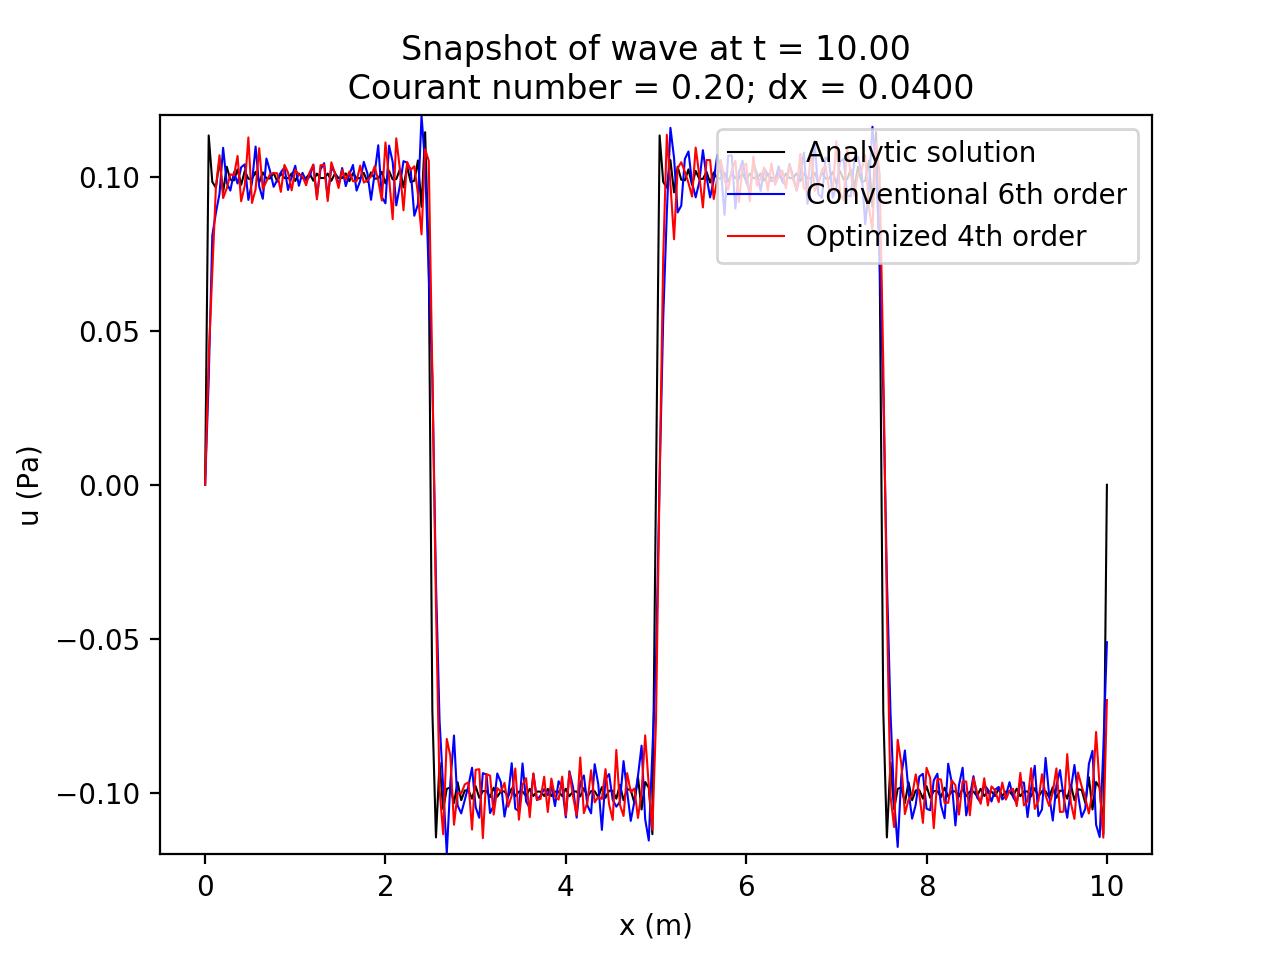 Snapshot of wave at t = 10.00
Courant number = 0.20; dx = 0.0400
Analytic solution
Conventional 6th order
Optimized 4th order
0.10
0.05
0.00
−0.05
−0.10
u (Pa)
0 2 4 6 8 10
x (m)